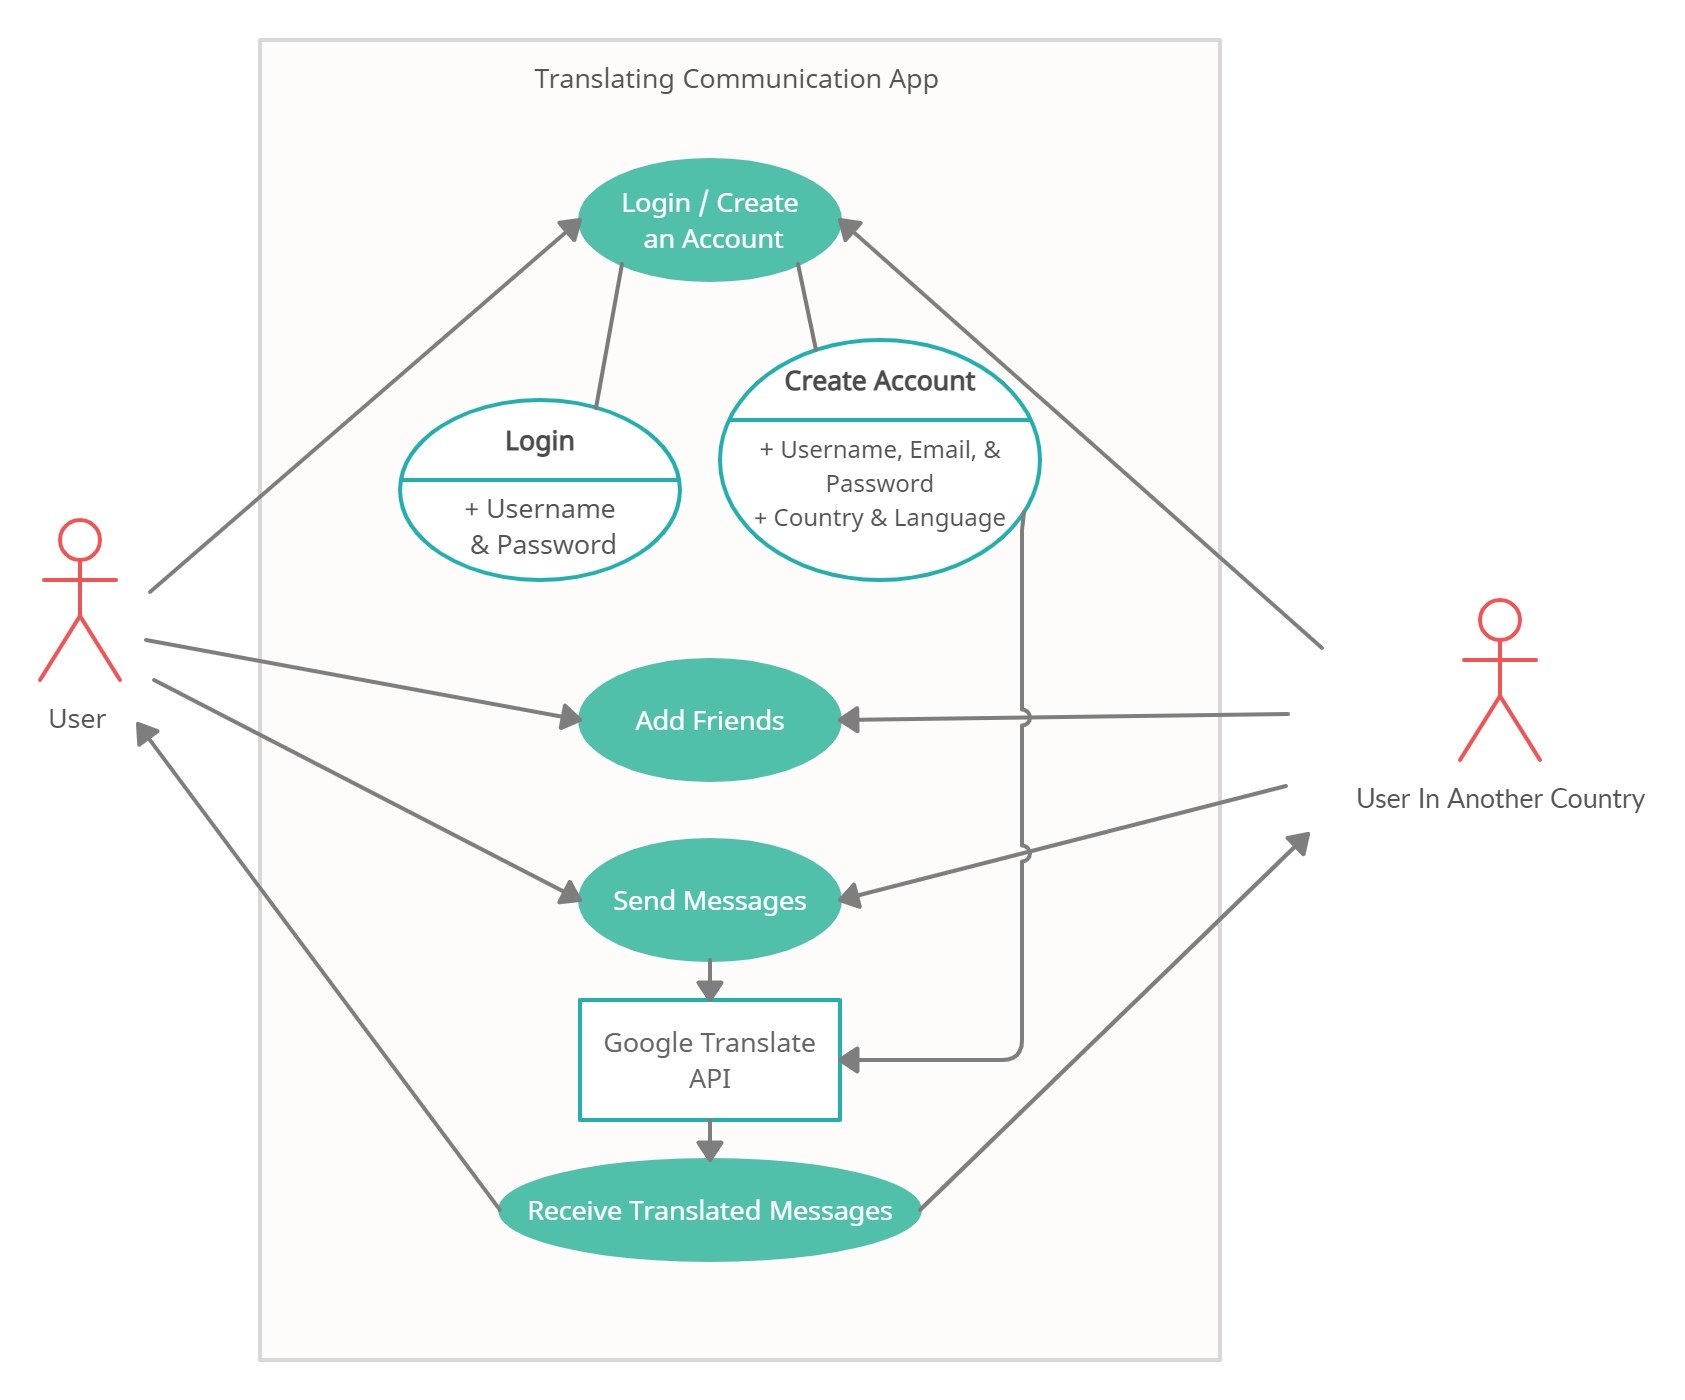 Translating Communication App
Login / Create
an Account
Create Account
+ Username, Email, &
Password
+ Country & Language
Login
+ Username
& Password
User
Add Friends
User In Another Country
Send Messages
Google Translate
API
Receive Translated Messages